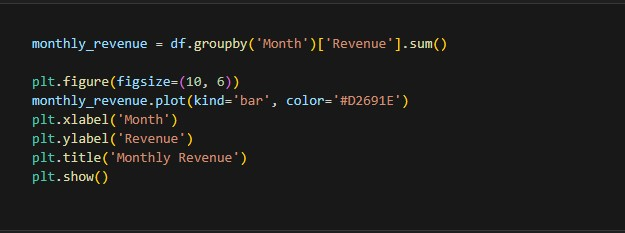 monthly_revenue = df.groupby('Month')['Revenue'].sum()
plt.figure(figsize=(10, 6))
monthly_revenue.plot(kind='bar', color='#D2691E')
plt.xlabel('Month')
plt.ylabel('Revenue')
plt.title('Monthly Revenue')
plt.show()